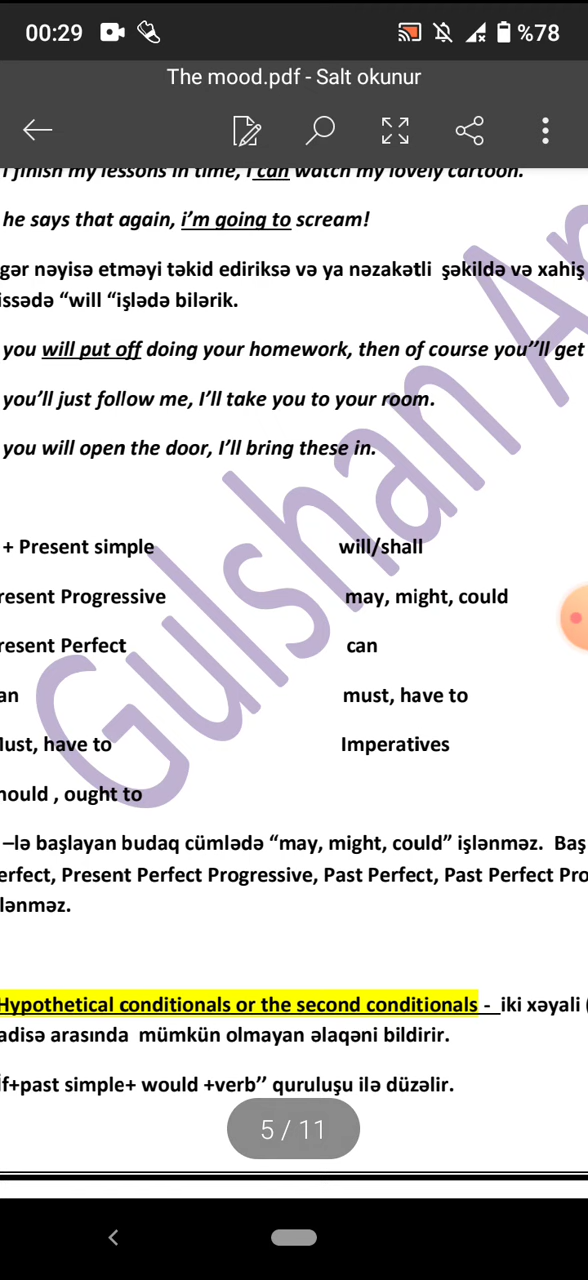 00:29 %78
The mood.pdf - Salt okunur
I finish my lessons in time, I can watch my lovely cartoon.
he says that again, i'm going to scream!
gər nəyisə etməyi təkid ediriksə və ya nəzakətli şəkildə və xahiş
issədə “will “işlədə bilərik.
you will put off doing your homework, then of course you’’ll get
you’ll just follow me, I’ll take you to your room.
you will open the door, I’ll bring these in.
+ Present simple will/shall
resent Progressive may, might, could
resent Perfect can
an must, have to
ust, have to Imperatives
hould , ought to
–lə başlayan budaq cümlədə “may, might, could” işlənməz. Baş
erfect, Present Perfect Progressive, Past Perfect, Past Perfect Pro
lənməz.
Hypothetical conditionals or the second conditionals - iki xəyali
adisə arasında mümkün olmayan əlaqəni bildirir.
if+past simple+ would +verb” quruluşu ilə düzəlir.
5 / 11
Gulshan